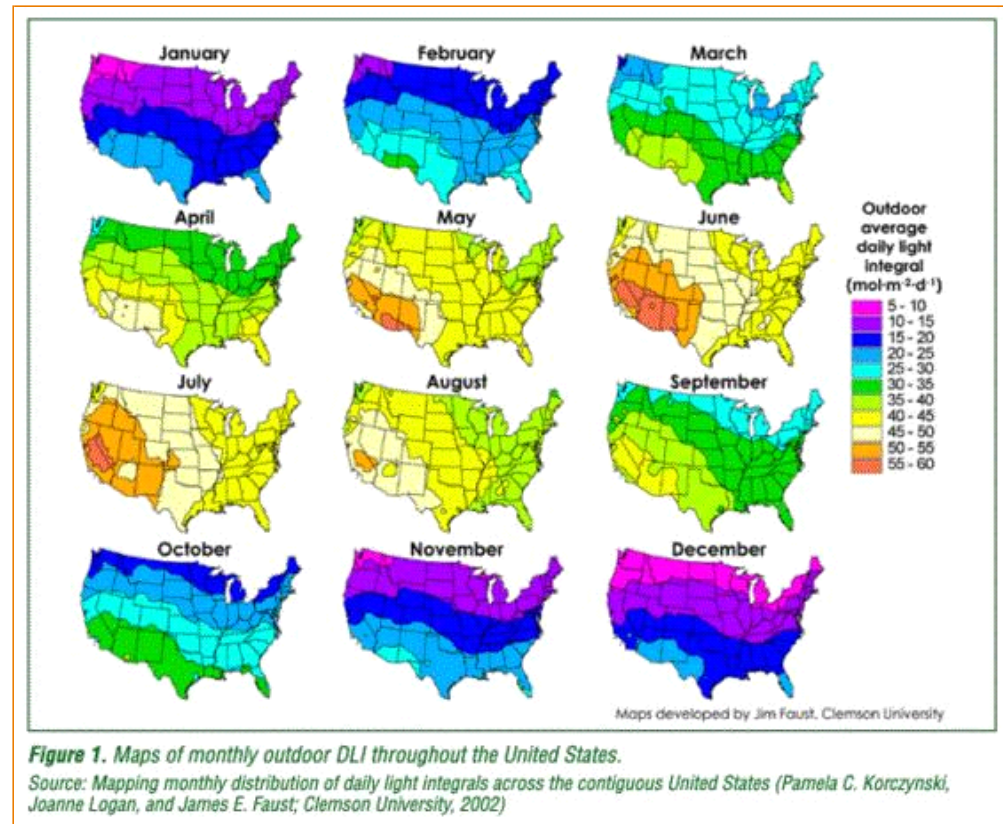 January
February
March
April
May
June
July
August
September
October
November
December
Outdoor
average
daily light
integral
(mol·m⁻²·d⁻¹)
5 - 10
10 - 15
15 - 20
20 - 25
25 - 30
30 - 35
35 - 40
40 - 45
45 - 50
50 - 55
55 - 60
Maps developed by Jim Faust, Clemson University
Figure 1. Maps of monthly outdoor DLI throughout the United States.
Source: Mapping monthly distribution of daily light integrals across the contiguous United States (Pamela C. Korczynski,
Joanne Logan, and James E. Faust; Clemson University, 2002)